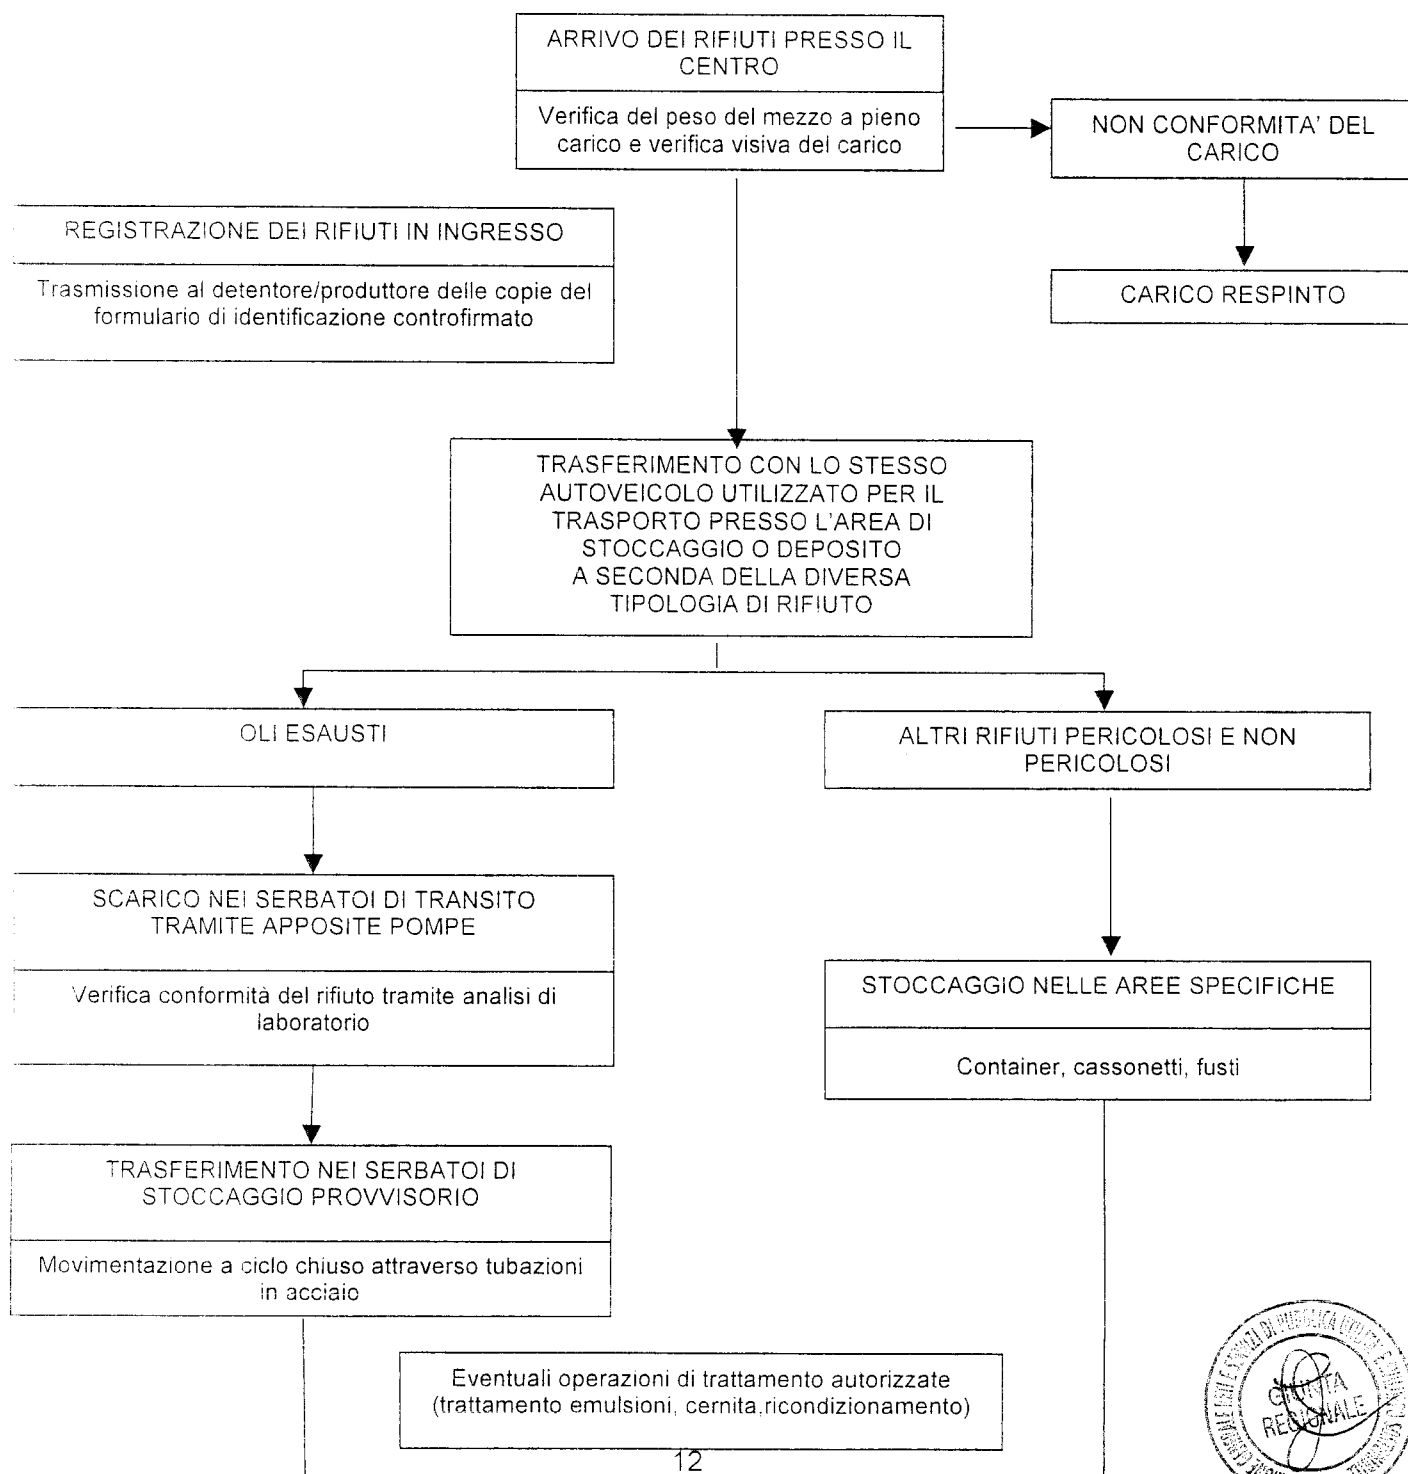 ARRIVO DEI RIFIUTI PRESSO IL
CENTRO
Verifica del peso del mezzo a pieno
carico e verifica visiva del carico
NON CONFORMITA' DEL
CARICO
CARICO RESPINTO
REGISTRAZIONE DEI RIFIUTI IN INGRESSO
Trasmissione al detentore/produttore delle copie del
formulario di identificazione controfirmato
TRASFERIMENTO CON LO STESSO
AUTOVEICOLO UTILIZZATO PER IL
TRASPORTO PRESSO L'AREA DI
STOCCAGGIO O DEPOSITO
A SECONDA DELLA DIVERSA
TIPOLOGIA DI RIFIUTO
OLI ESAUSTI
ALTRI RIFIUTI PERICOLOSI E NON
PERICOLOSI
SCARICO NEI SERBATOI DI TRANSITO
TRAMITE APPOSITE POMPE
Verifica conformità del rifiuto tramite analisi di
laboratorio
STOCCAGGIO NELLE AREE SPECIFICHE
Container, cassonetti, fusti
TRASFERIMENTO NEI SERBATOI DI
STOCCAGGIO PROVVISORIO
Movimentazione a ciclo chiuso attraverso tubazioni
in acciaio
Eventuali operazioni di trattamento autorizzate
(trattamento emulsioni, cernita,ricondizionamento)
12
GIUNTA
REGIONALE